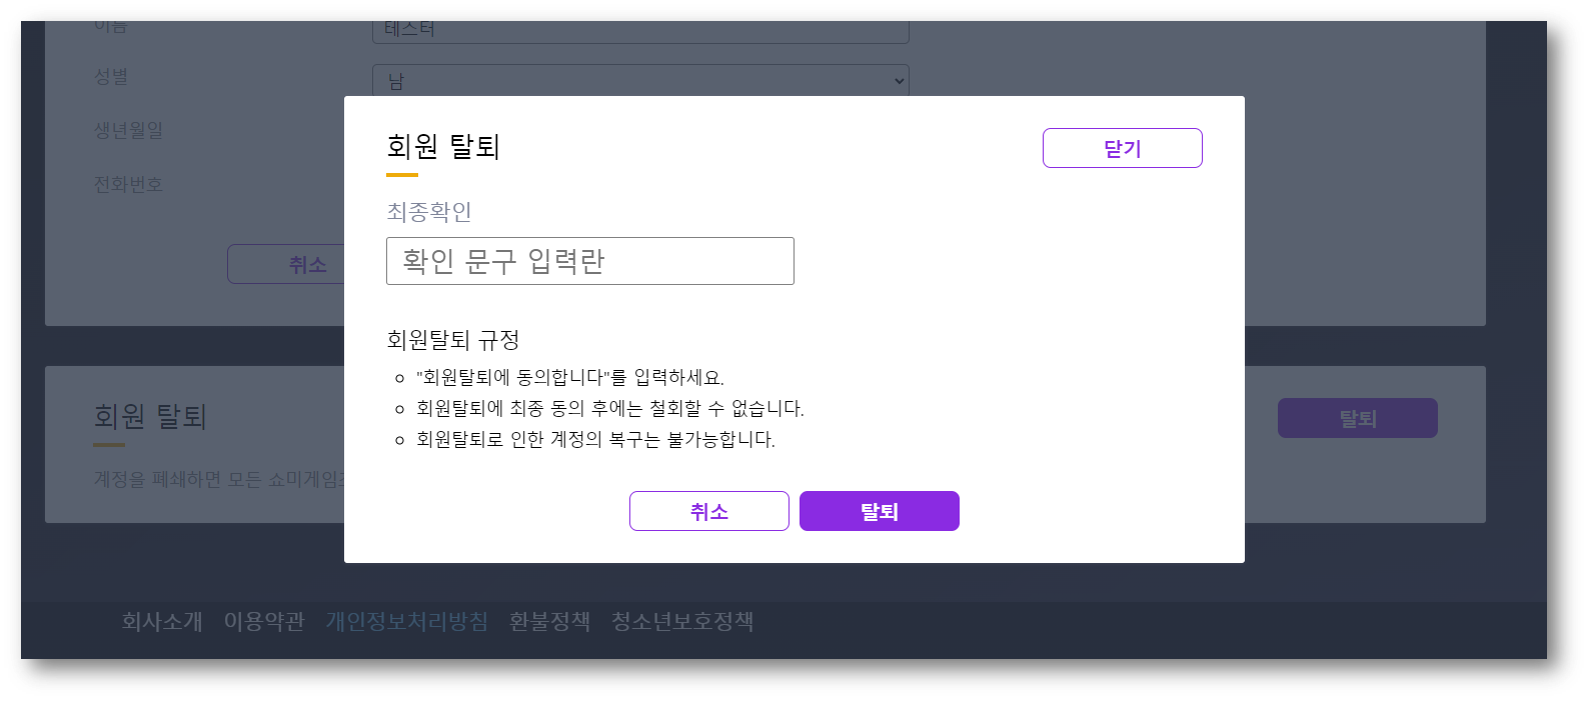 이름
테스터
성별
남
생년월일
전화번호
취소
회원 탈퇴
닫기
최종확인
확인 문구 입력란
회원탈퇴 규정
"회원탈퇴에 동의합니다"를 입력하세요.
회원탈퇴에 최종 동의 후에는 철회할 수 없습니다.
회원탈퇴로 인한 계정의 복구는 불가능합니다.
취소 탈퇴
회원 탈퇴
탈퇴
계정을 폐쇄하면 모든 쇼미게임즈
회사소개 이용약관 개인정보처리방침 환불정책 청소년보호정책